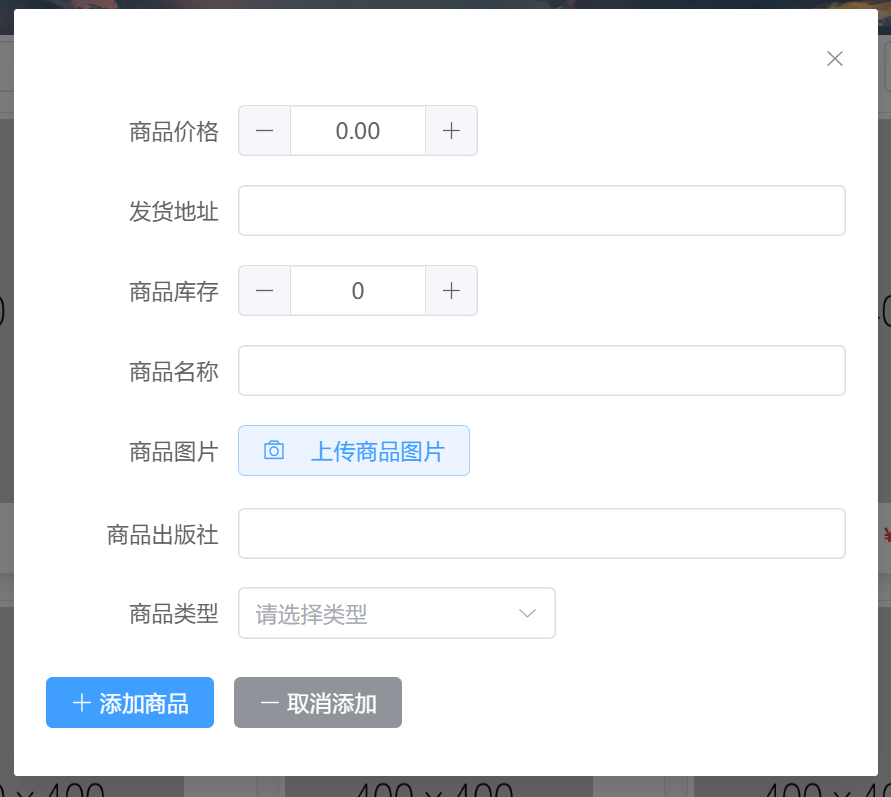 商品价格 0.00
发货地址
商品库存 0
商品名称
商品图片 上传商品图片
商品出版社
商品类型 请选择类型
添加商品 取消添加
400 × 400